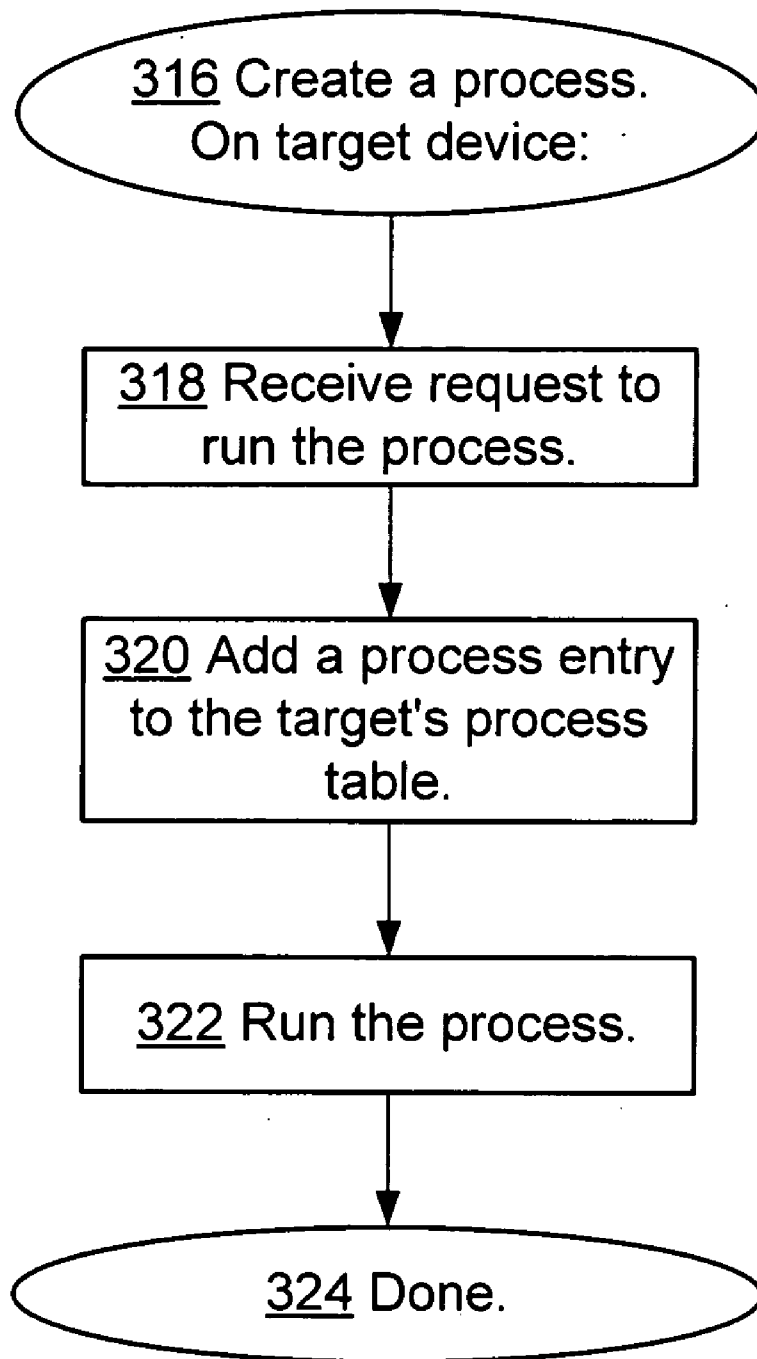 316 Create a process.
On target device:
318 Receive request to
run the process.
320 Add a process entry
to the target's process
table.
322 Run the process.
324 Done.